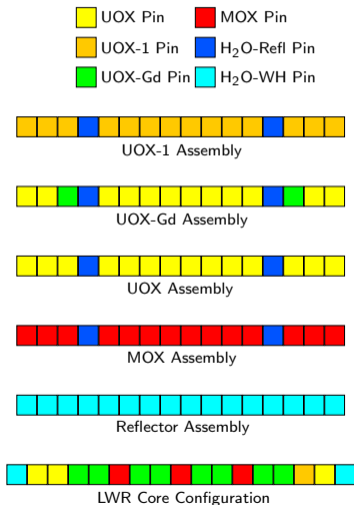 UOX Pin MOX Pin
UOX-1 Pin H₂O-Refl Pin
UOX-Gd Pin H₂O-WH Pin
UOX-1 Assembly
UOX-Gd Assembly
UOX Assembly
MOX Assembly
Reflector Assembly
LWR Core Configuration